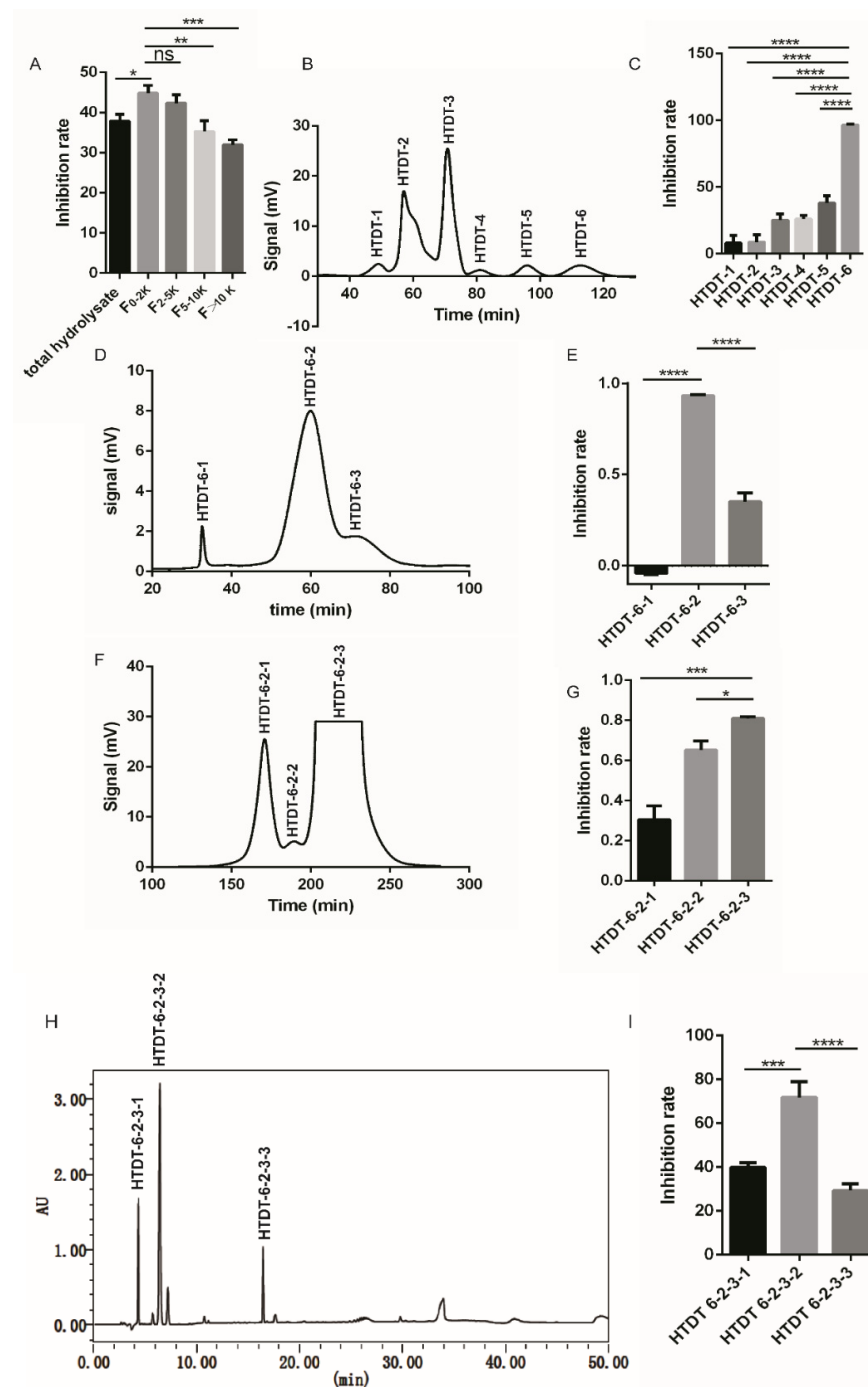 A
***
**
ns
*
50
40
30
20
10
0
Inhibition rate
total hydrolysate
F0-2K
F2-5K
F5-10K
F>10 K
B
30
20
10
0
-10
Signal (mV)
HTDT-1
HTDT-2
HTDT-3
HTDT-4
HTDT-5
HTDT-6
40
60
80
100
120
Time (min)
C
****
****
****
****
****
150
100
50
0
Inhibition rate
HTDT-1
HTDT-2
HTDT-3
HTDT-4
HTDT-5
HTDT-6
D
10
8
6
4
2
0
signal (mV)
HTDT-6-1
HTDT-6-2
HTDT-6-3
20
40
60
80
100
time (min)
E
****
****
1.0
0.5
0.0
Inhibition rate
HTDT-6-1
HTDT-6-2
HTDT-6-3
F
40
30
20
10
0
Signal (mV)
HTDT-6-2-1
HTDT-6-2-2
HTDT-6-2-3
100
150
200
250
300
Time (min)
G
***
*
1.0
0.8
0.6
0.4
0.2
0.0
Inhibition rate
HTDT-6-2-1
HTDT-6-2-2
HTDT-6-2-3
H
3.00
2.00
1.00
0.00
AU
HTDT-6-2-3-1
HTDT-6-2-3-2
HTDT-6-2-3-3
0.00
10.00
20.00
30.00
40.00
50.00
(min)
I
****
***
100
80
60
40
20
0
Inhibition rate
HTDT 6-2-3-1
HTDT 6-2-3-2
HTDT 6-2-3-3